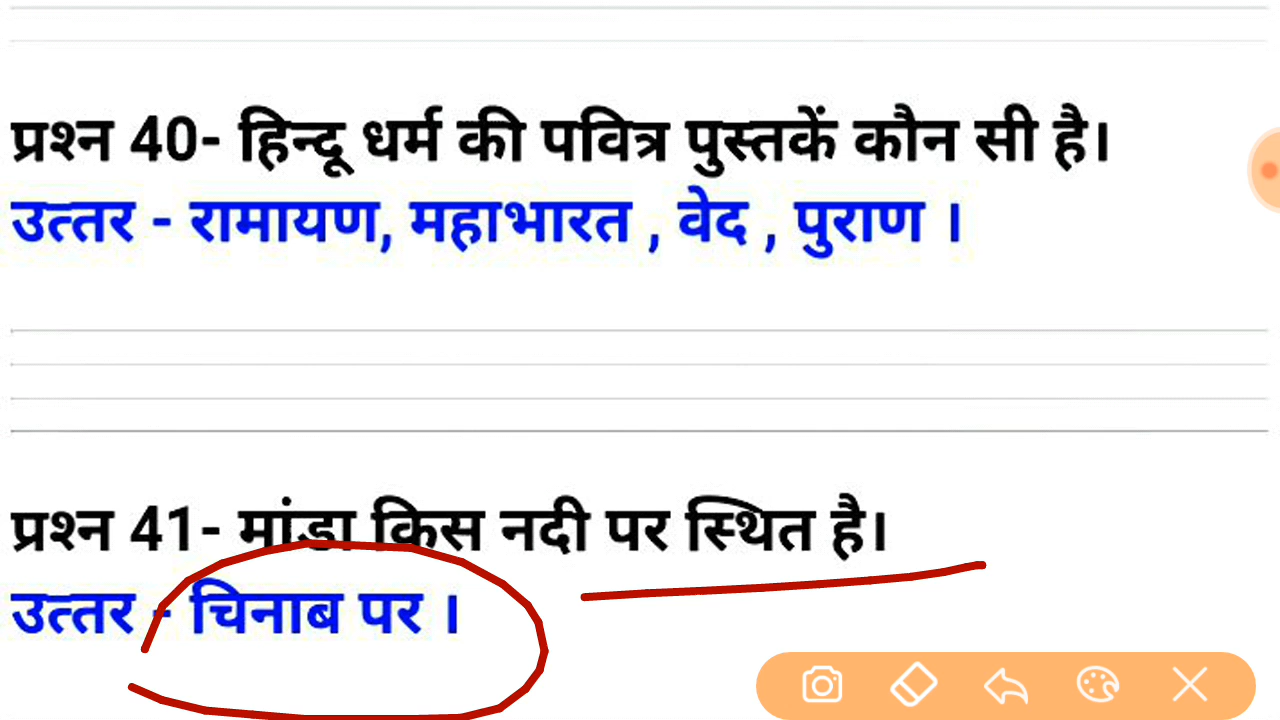 प्रश्न 40- हिन्दू धर्म की पवित्र पुस्तकें कौन सी है।
उत्तर - रामायण, महाभारत , वेद , पुराण ।
प्रश्न 41- मांडा किस नदी पर स्थित है।
उत्तर - चिनाब पर ।